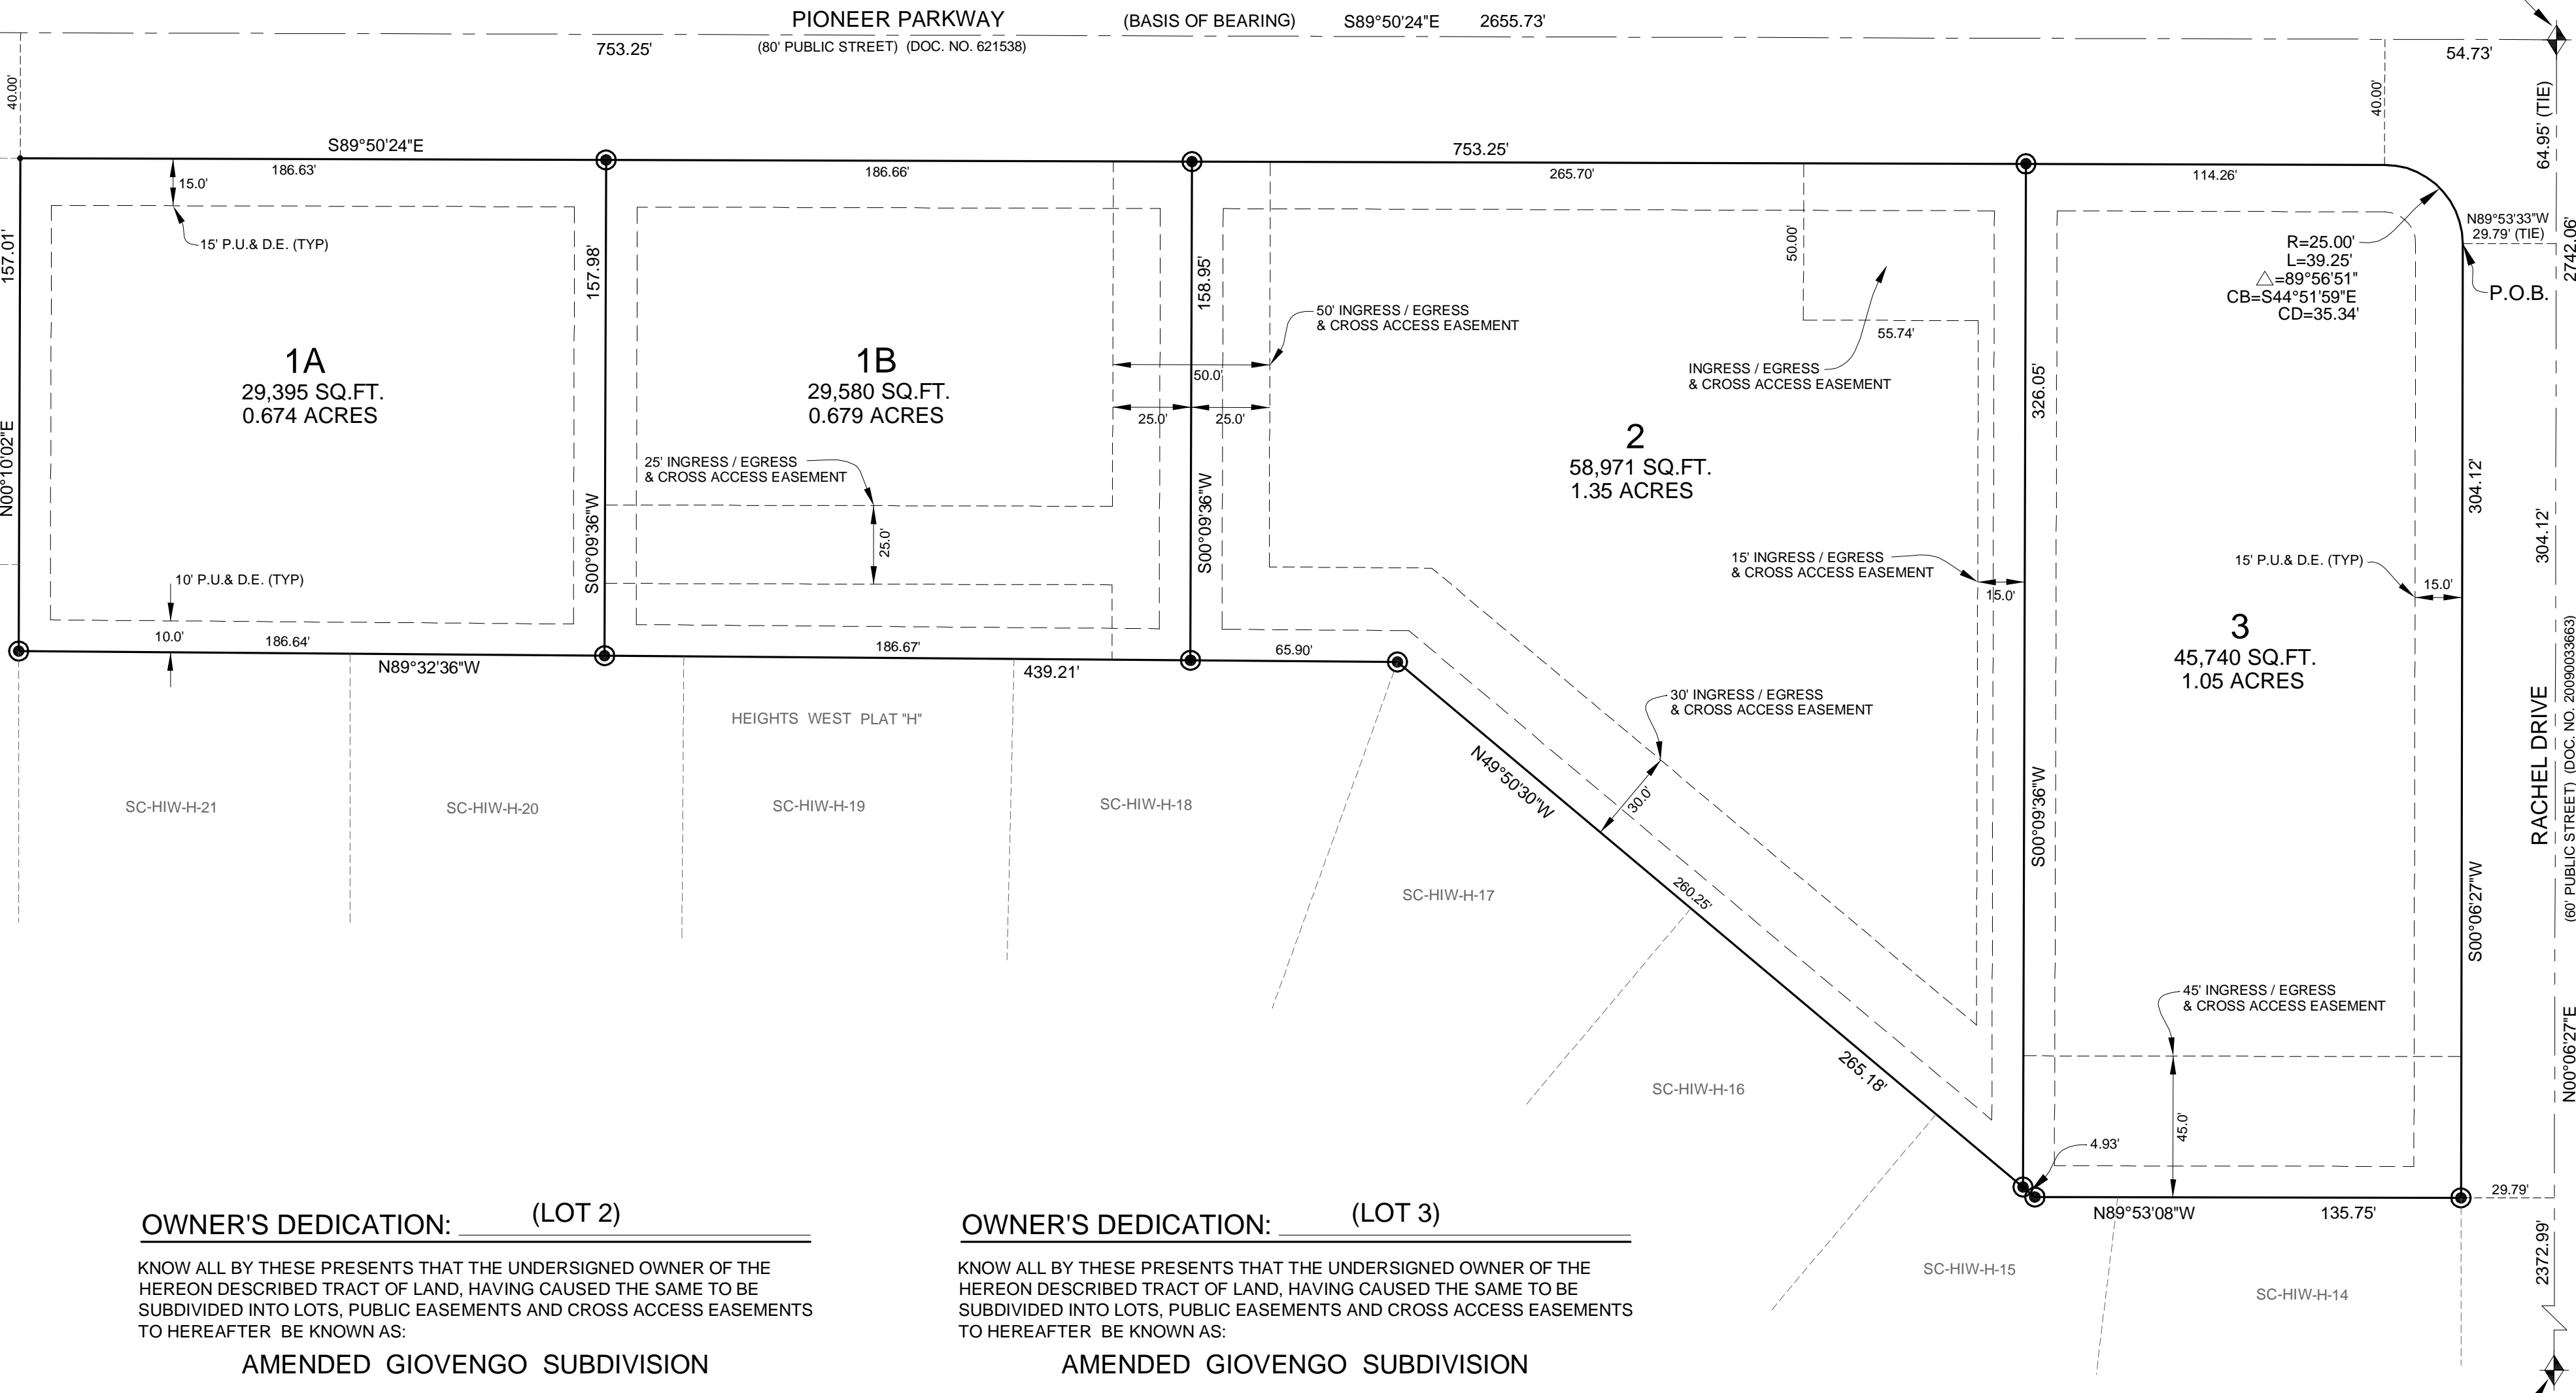 PIONEER PARKWAY (BASIS OF BEARING) S89°50'24"E 2655.73'
753.25' (80' PUBLIC STREET) (DOC. NO. 621538) 54.73'
40.00'
40.00'
64.95' (TIE)
S89°50'24"E 753.25'
186.63' 186.66' 265.70' 114.26'
15.0'
15' P.U.& D.E. (TYP)
157.01'
N00°10'02"E
157.98'
S00°09'36"W
158.95'
S00°09'36"W
1A
29,395 SQ.FT.
0.674 ACRES
10' P.U.& D.E. (TYP)
10.0'
186.64'
N89°32'36"W
1B
29,580 SQ.FT.
0.679 ACRES
25' INGRESS / EGRESS
& CROSS ACCESS EASEMENT
25.0'
186.67'
439.21'
50' INGRESS / EGRESS
& CROSS ACCESS EASEMENT
50.0'
25.0' 25.0'
65.90'
50.00'
55.74'
INGRESS / EGRESS
& CROSS ACCESS EASEMENT
2
58,971 SQ.FT.
1.35 ACRES
15' INGRESS / EGRESS
& CROSS ACCESS EASEMENT
15.0'
30' INGRESS / EGRESS
& CROSS ACCESS EASEMENT
30.0'
N49°50'30"W
260.25'
265.18'
326.05'
S00°09'36"W
N89°53'33"W
29.79' (TIE)
R=25.00'
L=39.25'
△=89°56'51"
CB=S44°51'59"E
CD=35.34'
P.O.B.
2742.06'
304.12'
304.12'
15' P.U.& D.E. (TYP)
15.0'
3
45,740 SQ.FT.
1.05 ACRES
RACHEL DRIVE
(60' PUBLIC STREET) (DOC. NO. 20090033663)
S00°06'27"W
N00°06'27"E
45' INGRESS / EGRESS
& CROSS ACCESS EASEMENT
45.0'
4.93'
29.79'
N89°53'08"W 135.75'
2372.99'
HEIGHTS WEST PLAT "H"
SC-HIW-H-21
SC-HIW-H-20
SC-HIW-H-19
SC-HIW-H-18
SC-HIW-H-17
SC-HIW-H-16
SC-HIW-H-15
SC-HIW-H-14
OWNER'S DEDICATION: (LOT 2)
KNOW ALL BY THESE PRESENTS THAT THE UNDERSIGNED OWNER OF THE
HEREON DESCRIBED TRACT OF LAND, HAVING CAUSED THE SAME TO BE
SUBDIVIDED INTO LOTS, PUBLIC EASEMENTS AND CROSS ACCESS EASEMENTS
TO HEREAFTER BE KNOWN AS:
AMENDED GIOVENGO SUBDIVISION
OWNER'S DEDICATION: (LOT 3)
KNOW ALL BY THESE PRESENTS THAT THE UNDERSIGNED OWNER OF THE
HEREON DESCRIBED TRACT OF LAND, HAVING CAUSED THE SAME TO BE
SUBDIVIDED INTO LOTS, PUBLIC EASEMENTS AND CROSS ACCESS EASEMENTS
TO HEREAFTER BE KNOWN AS:
AMENDED GIOVENGO SUBDIVISION